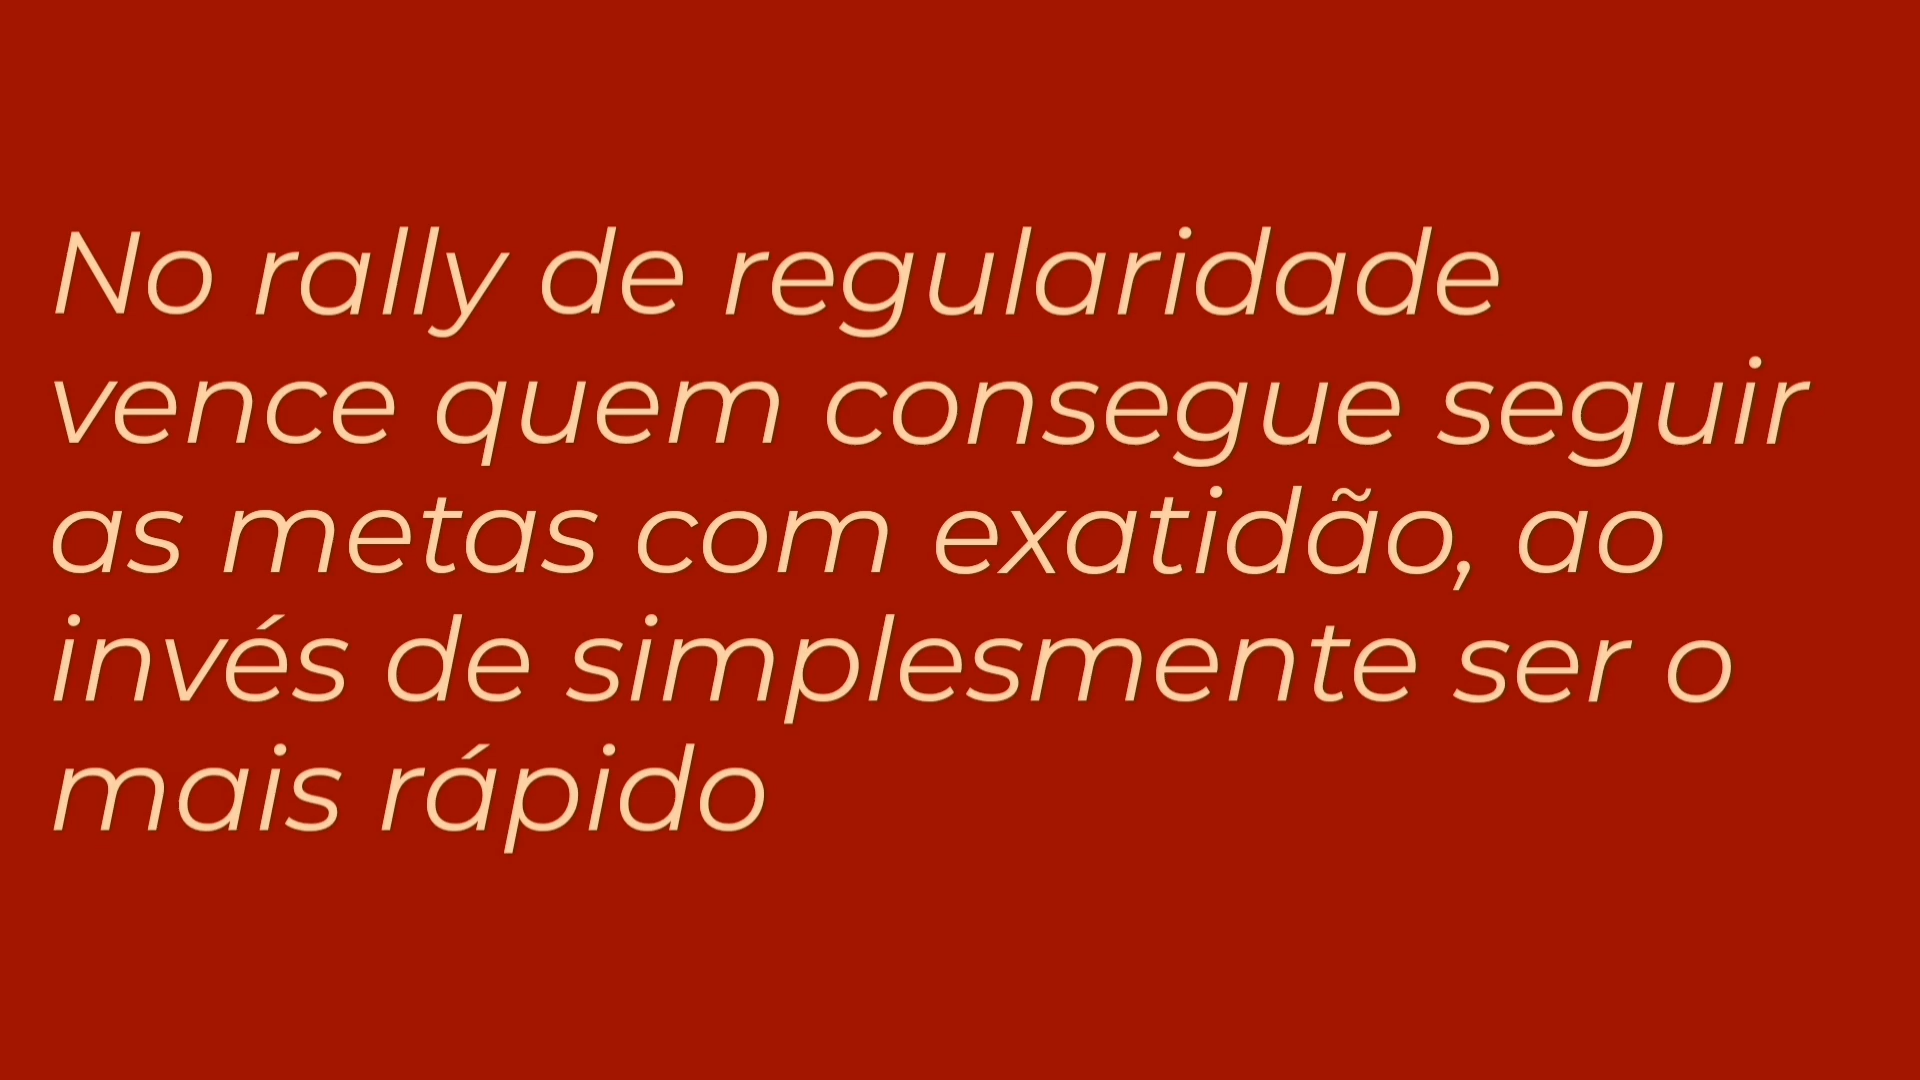 No rally de regularidade
vence quem consegue seguir
as metas com exatidão, ao
invés de simplesmente ser o
mais rápido